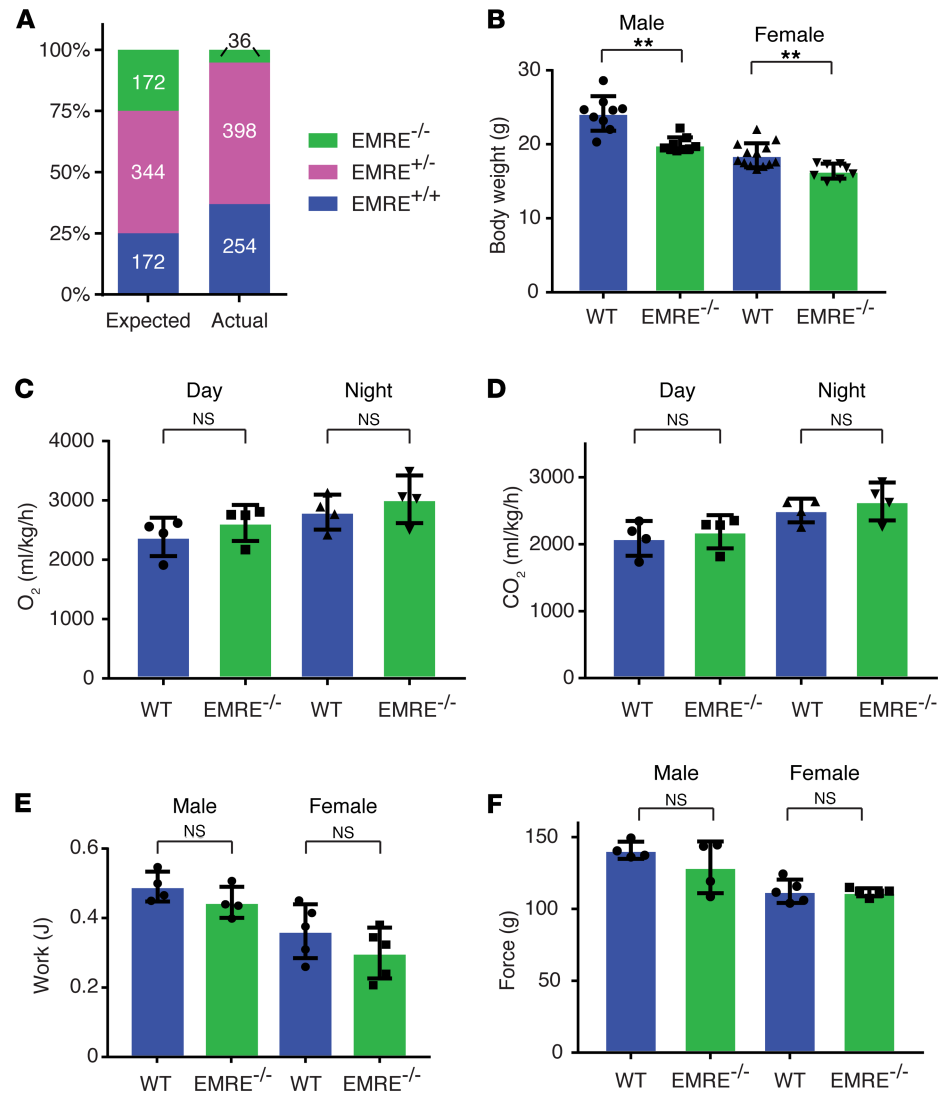 A
100%
75%
50%
25%
0%
172
344
172
36
398
254
Expected
Actual
EMRE-/-
EMRE+/-
EMRE+/+
B
Male
Female
**
**
Body weight (g)
30
20
10
0
WT
EMRE-/-
WT
EMRE-/-
C
Day
Night
NS
NS
O2 (ml/kg/h)
4000
3000
2000
1000
0
WT
EMRE-/-
WT
EMRE-/-
D
Day
Night
NS
NS
CO2 (ml/kg/h)
3000
2000
1000
0
WT
EMRE-/-
WT
EMRE-/-
E
Male
Female
NS
NS
Work (J)
0.6
0.4
0.2
0
WT
EMRE-/-
WT
EMRE-/-
F
Male
Female
NS
NS
Force (g)
150
100
50
0
WT
EMRE-/-
WT
EMRE-/-